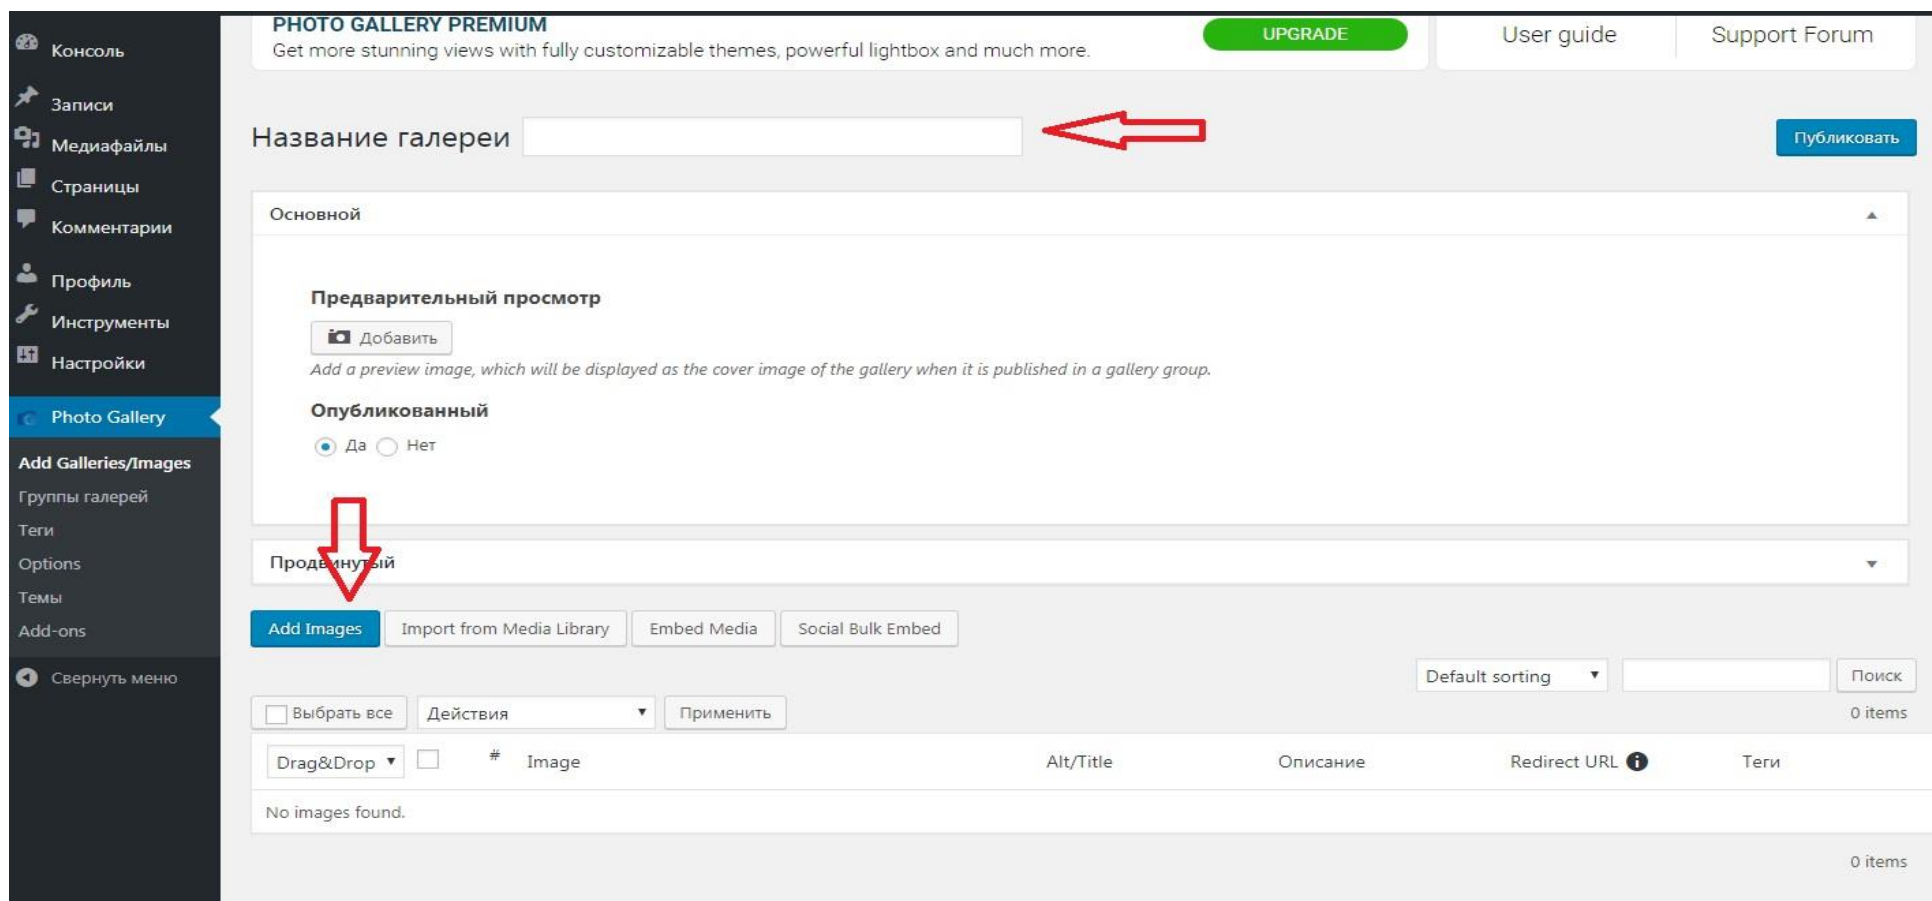 Консоль
Записи
Медиафайлы
Страницы
Комментарии
Профиль
Инструменты
Настройки
Photo Gallery
Add Galleries/Images
Группы галерей
Теги
Options
Темы
Add-ons
Свернуть меню
PHOTO GALLERY PREMIUM
Get more stunning views with fully customizable themes, powerful lightbox and much more.
UPGRADE
User guide
Support Forum
Название галереи
Публиковать
Основной
Предварительный просмотр
Добавить
Add a preview image, which will be displayed as the cover image of the gallery when it is published in a gallery group.
Опубликованный
Да Нет
Продвинутый
Add Images Import from Media Library Embed Media Social Bulk Embed
Default sorting Поиск
Выбрать все Действия Применить 0 items
Drag&Drop # Image Alt/Title Описание Redirect URL Теги
No images found.
0 items